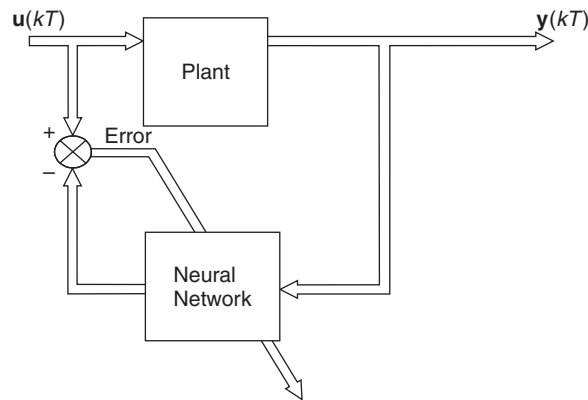 u(kT)
y(kT)
Plant
+
Error
−
Neural
Network